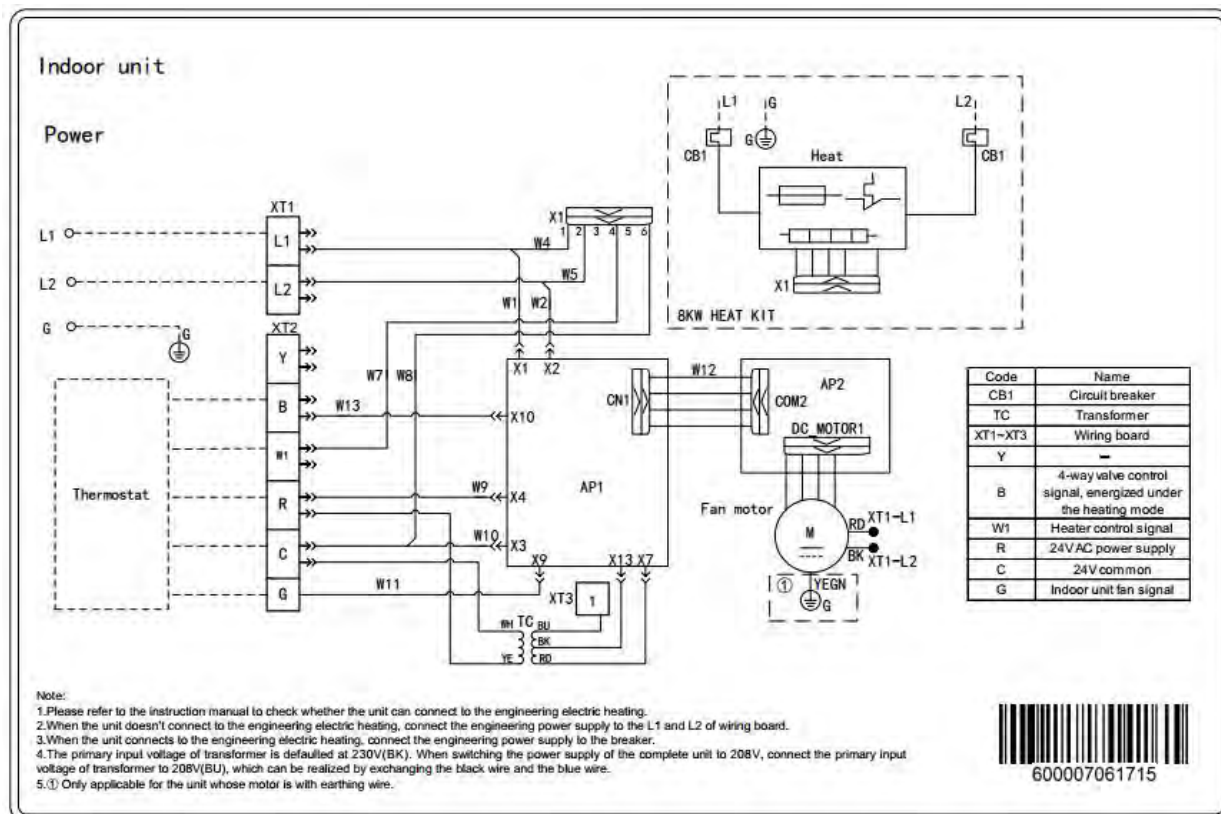 Indoor unit
Power
L1
G
L2
CB1
G
CB1
Heat
X1
8KW HEAT KIT
XT1
L1
L1
L2
L2
G
G
X1
1 2 3 4 5 6
W4
W5
W1
W2
XT2
Y
B
W1
R
C
G
Thermostat
W7
W8
W13
W9
W10
W11
X1
X2
X10
X4
X3
X9
X13
X7
AP1
CN1
W12
COM2
AP2
DC_MOTOR1
Fan motor
M
RD
XT1-L1
BK
XT1-L2
①
YEGN
G
XT3
1
WH
TC
BU
BK
YE
RD
Code Name
CB1 Circuit breaker
TC Transformer
XT1~XT3 Wiring board
Y —
B 4-way valve control
signal, energized under
the heating mode
W1 Heater control signal
R 24VAC power supply
C 24V common
G Indoor unit fan signal
Note:
1.Please refer to the instruction manual to check whether the unit can connect to the engineering electric heating.
2.When the unit doesn't connect to the engineering electric heating, connect the engineering power supply to the L1 and L2 of wiring board.
3.When the unit connects to the engineering electric heating, connect the engineering power supply to the breaker.
4.The primary input voltage of transformer is defaulted at 230V(BK). When switching the power supply of the complete unit to 208V, connect the primary input
voltage of transformer to 208V(BU), which can be realized by exchanging the black wire and the blue wire.
5.① Only applicable for the unit whose motor is with earthing wire.
600007061715